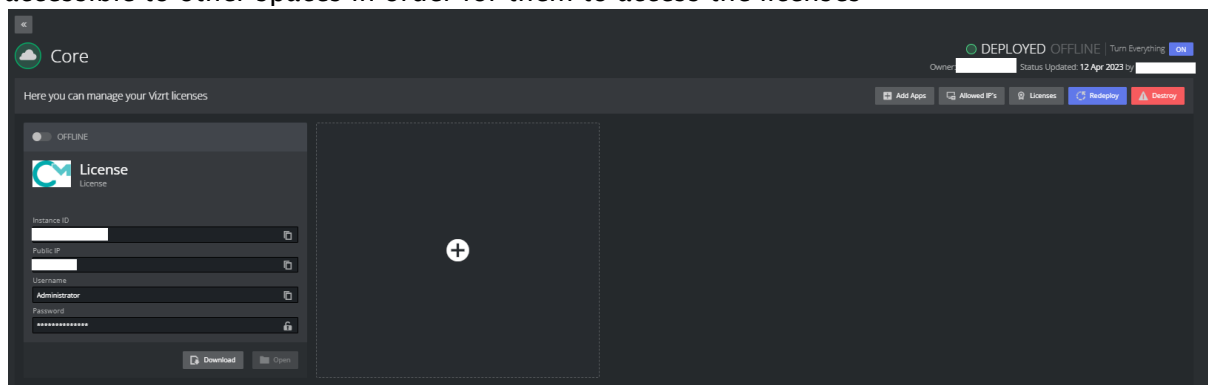 accessible to other spaces in order for them to access the licenses
Core
DEPLOYED OFFLINE | Turn Everything ON
Owner: Status Updated: 12 Apr 2023 by
Here you can manage your Vizrt licenses
Add Apps Allowed IP's Licenses Redeploy Destroy
OFFLINE
CM
License
License
Instance ID
Public IP
Username
Administrator
Password
**************
Download Open